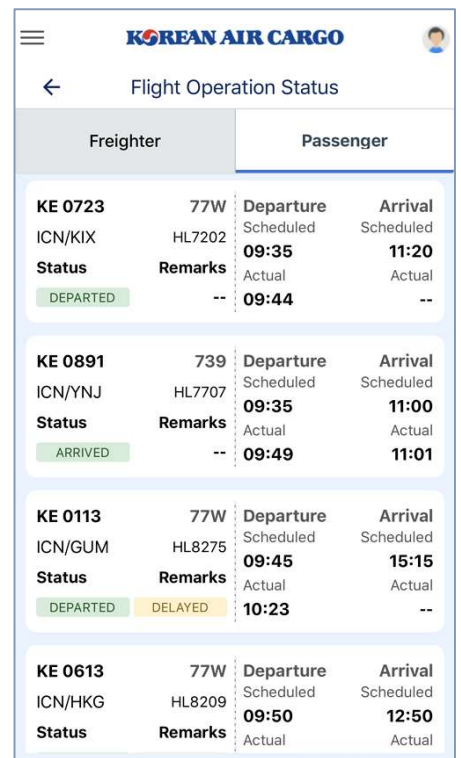 KOREAN AIR CARGO
Flight Operation Status
Freighter Passenger
KE 0723 77W Departure Arrival
ICN/KIX HL7202 Scheduled Scheduled
09:35 11:20
Status Remarks Actual Actual
DEPARTED -- 09:44 --
KE 0891 739 Departure Arrival
ICN/YNJ HL7707 Scheduled Scheduled
09:35 11:00
Status Remarks Actual Actual
ARRIVED -- 09:49 11:01
KE 0113 77W Departure Arrival
ICN/GUM HL8275 Scheduled Scheduled
09:45 15:15
Status Remarks Actual Actual
DEPARTED DELAYED 10:23 --
KE 0613 77W Departure Arrival
ICN/HKG HL8209 Scheduled Scheduled
09:50 12:50
Status Remarks Actual Actual